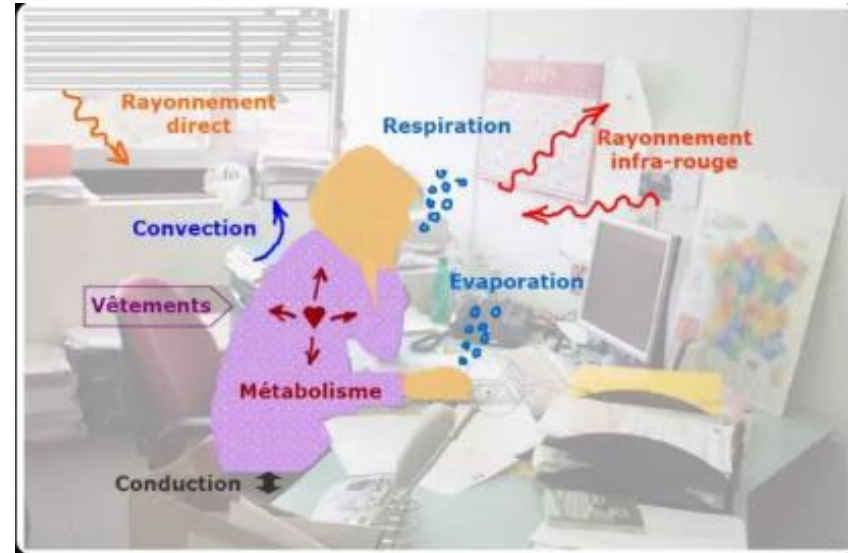 Rayonnement
direct
Respiration
Rayonnement
infra-rouge
Convection
Evaporation
Vêtements
Métabolisme
Conduction